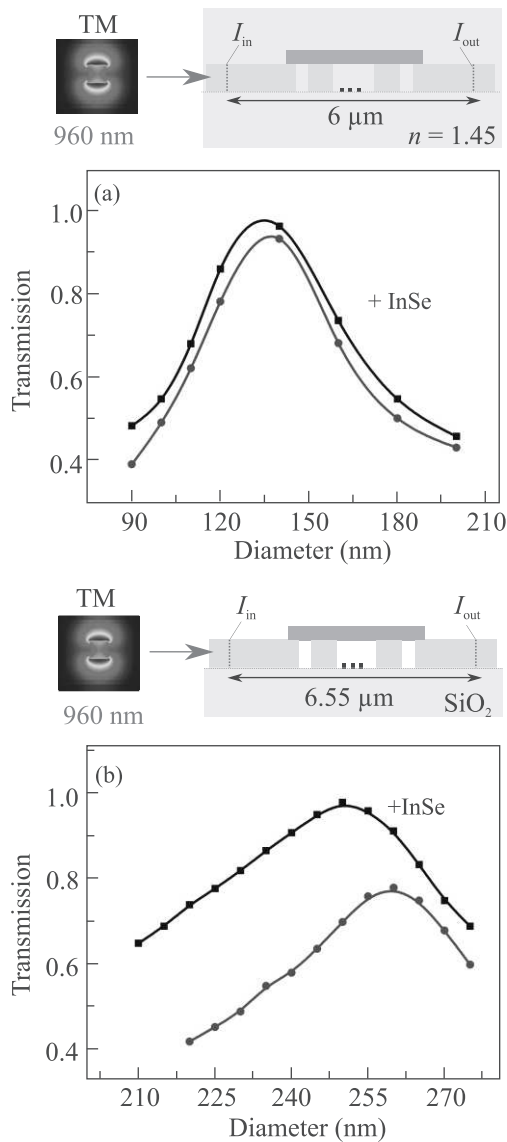 TM
I_in
I_out
6 µm
960 nm
n = 1.45
(a)
1.0
0.8
0.6
0.4
Transmission
+ InSe
90 120 150 180 210
Diameter (nm)
TM
I_in
I_out
6.55 µm
960 nm
SiO₂
(b)
1.0
0.8
0.6
0.4
Transmission
+InSe
210 225 240 255 270
Diameter (nm)